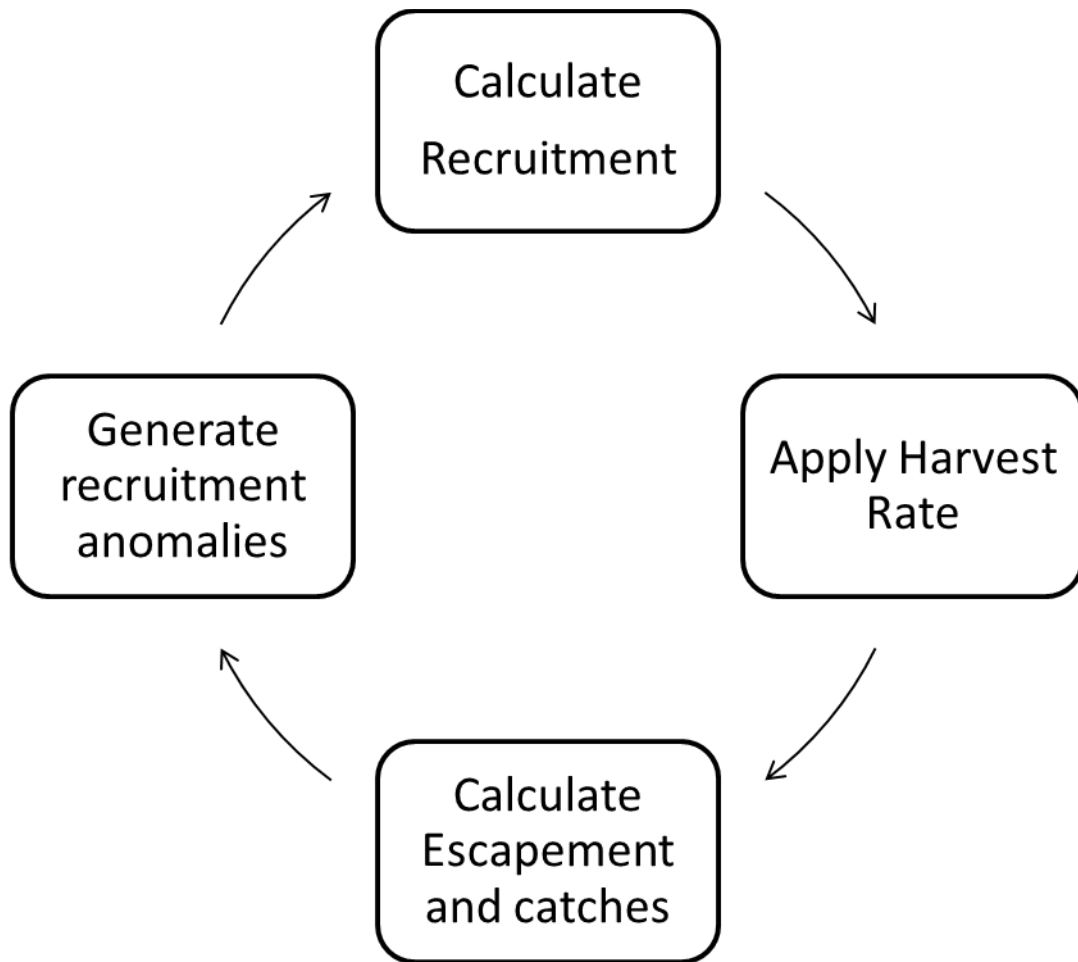 Calculate
Recruitment
Generate
recruitment
anomalies
Apply Harvest
Rate
Calculate
Escapement
and catches